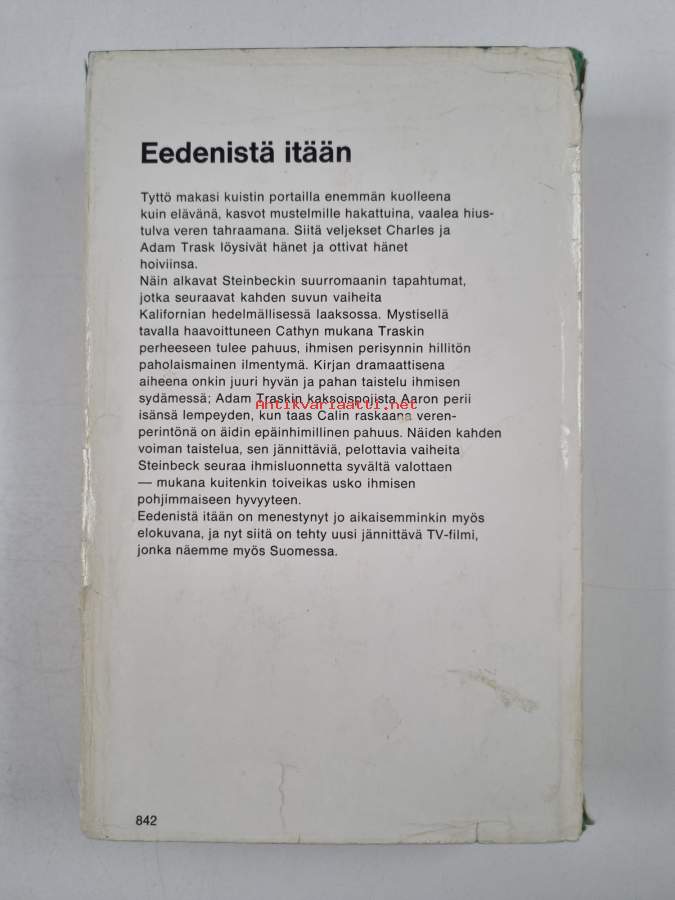 Eedenistä itään
Tyttö makasi kuistin portailla enemmän kuolleena
kuin elävänä, kasvot mustelmille hakattuina, vaalea hius-
tulva veren tahraamana. Siitä veljekset Charles ja
Adam Trask löysivät hänet ja ottivat hänet
hoiviinsa.
Näin alkavat Steinbeckin suurromaanin tapahtumat,
jotka seuraavat kahden suvun vaiheita
Kalifornian hedelmällisessä laaksossa. Mystisellä
tavalla haavoittuneen Cathyn mukana Traskin
perheeseen tulee pahuus, ihmisen perisynnin hillitön
paholaismainen ilmentymä. Kirjan dramaattisena
aiheena onkin juuri hyvän ja pahan taistelu ihmisen
sydämessä; Adam Traskin kaksoispojista Aaron perii
Antikvariaatti.net
isänsä lempeyden, kun taas Calin raskaana veren-
perintönä on äidin epäinhimillinen pahuus. Näiden kahden
voiman taistelua, sen jännittäviä, pelottavia vaiheita
Steinbeck seuraa ihmisluonnetta syvältä valottaen
— mukana kuitenkin toiveikas usko ihmisen
pohjimmaiseen hyvyyteen.
Eedenistä itään on menestynyt jo aikaisemminkin myös
elokuvana, ja nyt siitä on tehty uusi jännittävä TV-filmi,
jonka näemme myös Suomessa.
842